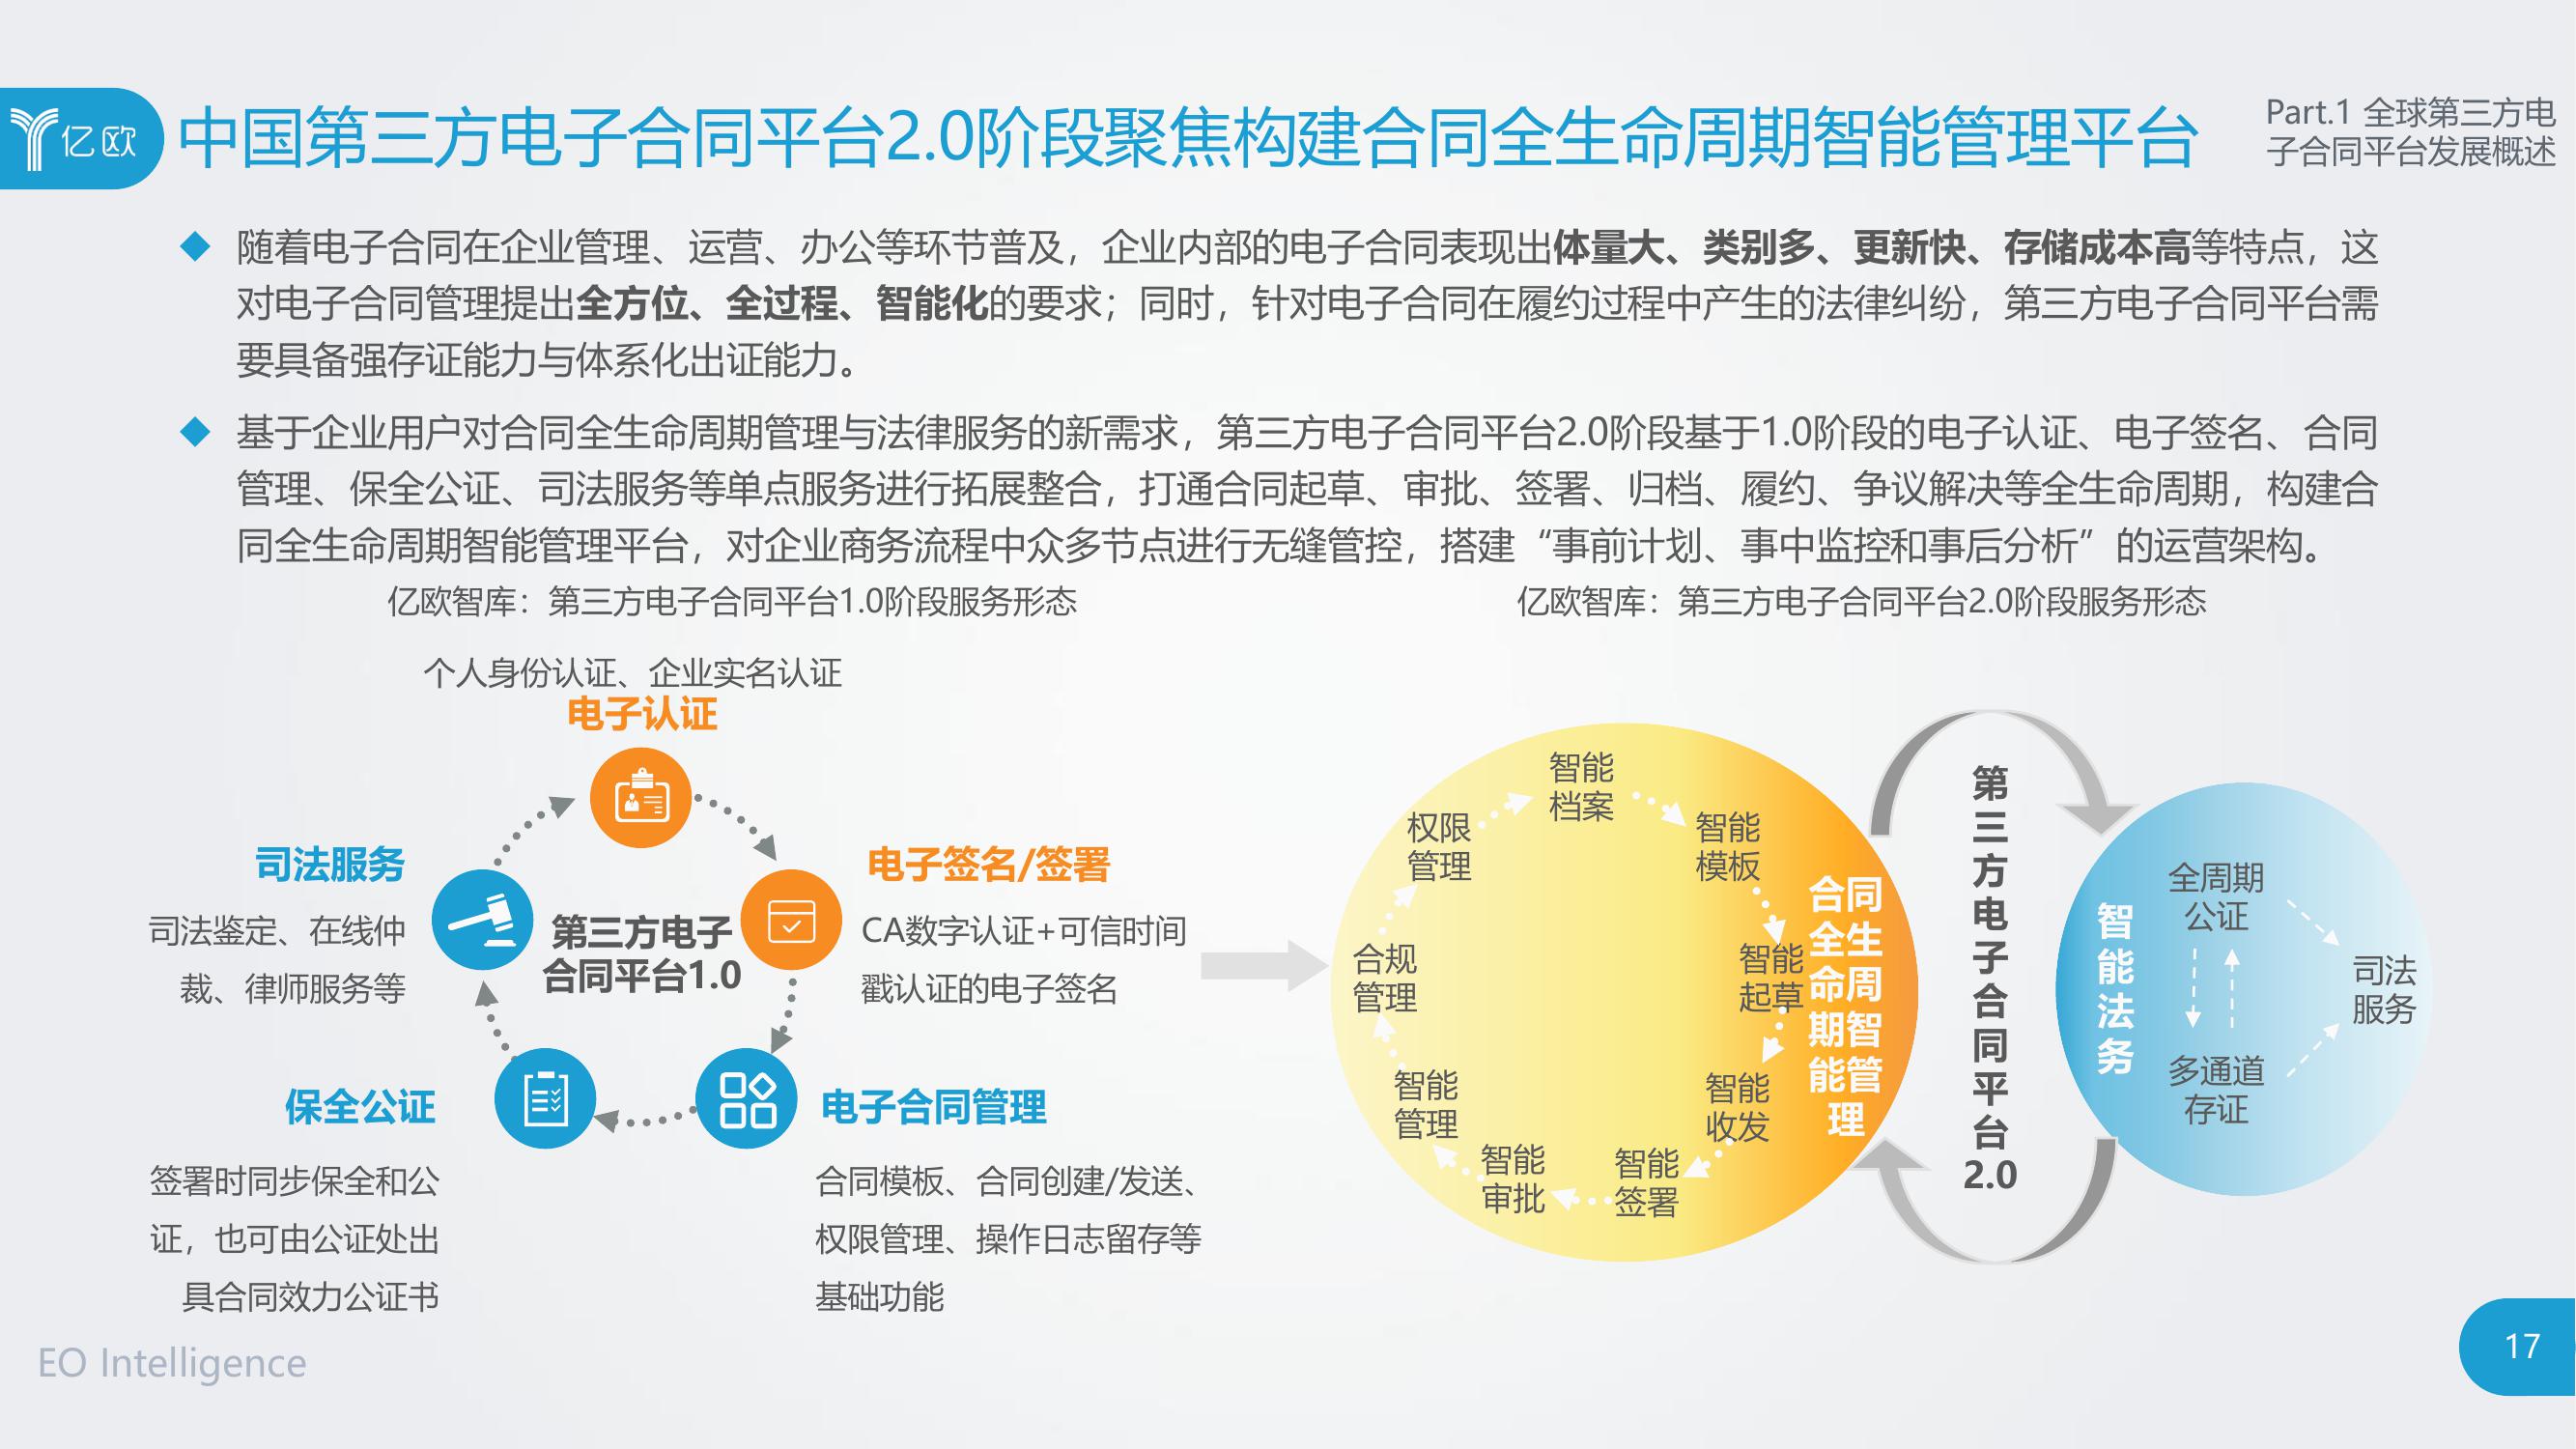 亿欧
中国第三方电子合同平台2.0阶段聚焦构建合同全生命周期智能管理平台
Part.1 全球第三方电
子合同平台发展概述
随着电子合同在企业管理、运营、办公等环节普及，企业内部的电子合同表现出体量大、类别多、更新快、存储成本高等特点，这
对电子合同管理提出全方位、全过程、智能化的要求；同时，针对电子合同在履约过程中产生的法律纠纷，第三方电子合同平台需
要具备强存证能力与体系化出证能力。
基于企业用户对合同全生命周期管理与法律服务的新需求，第三方电子合同平台2.0阶段基于1.0阶段的电子认证、电子签名、合同
管理、保全公证、司法服务等单点服务进行拓展整合，打通合同起草、审批、签署、归档、履约、争议解决等全生命周期，构建合
同全生命周期智能管理平台，对企业商务流程中众多节点进行无缝管控，搭建“事前计划、事中监控和事后分析”的运营架构。
亿欧智库：第三方电子合同平台1.0阶段服务形态
个人身份认证、企业实名认证
电子认证
司法服务
司法鉴定、在线仲
裁、律师服务等
第三方电子
合同平台1.0
电子签名/签署
CA数字认证+可信时间
戳认证的电子签名
保全公证
签署时同步保全和公
证，也可由公证处出
具合同效力公证书
电子合同管理
合同模板、合同创建/发送、
权限管理、操作日志留存等
基础功能
亿欧智库：第三方电子合同平台2.0阶段服务形态
智能
档案
智能
模板
智能
起草
智能
收发
智能
签署
智能
审批
智能
管理
合规
管理
权限
管理
合同
全生
命周
期智
能管
理
第
三
方
电
子
合
同
平
台
2.0
智
能
法
务
全周期
公证
多通道
存证
司法
服务
EO Intelligence
17